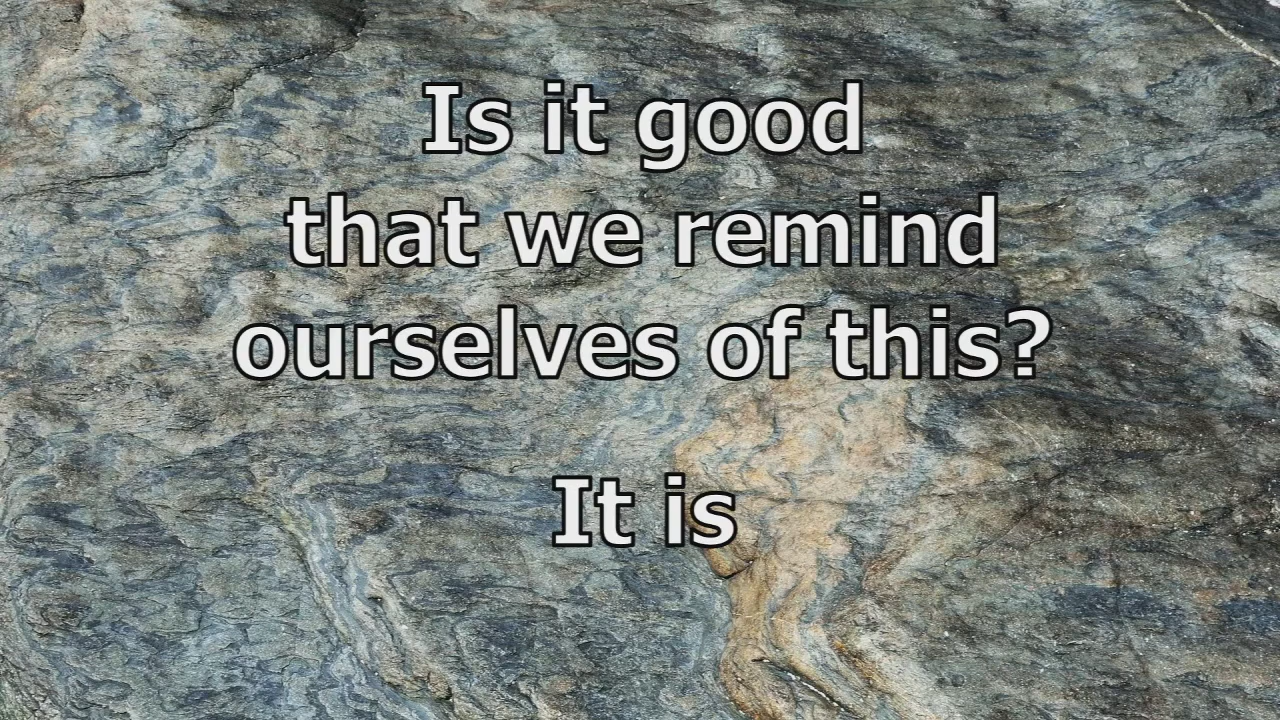 Is it good
that we remind
ourselves of this?
It is